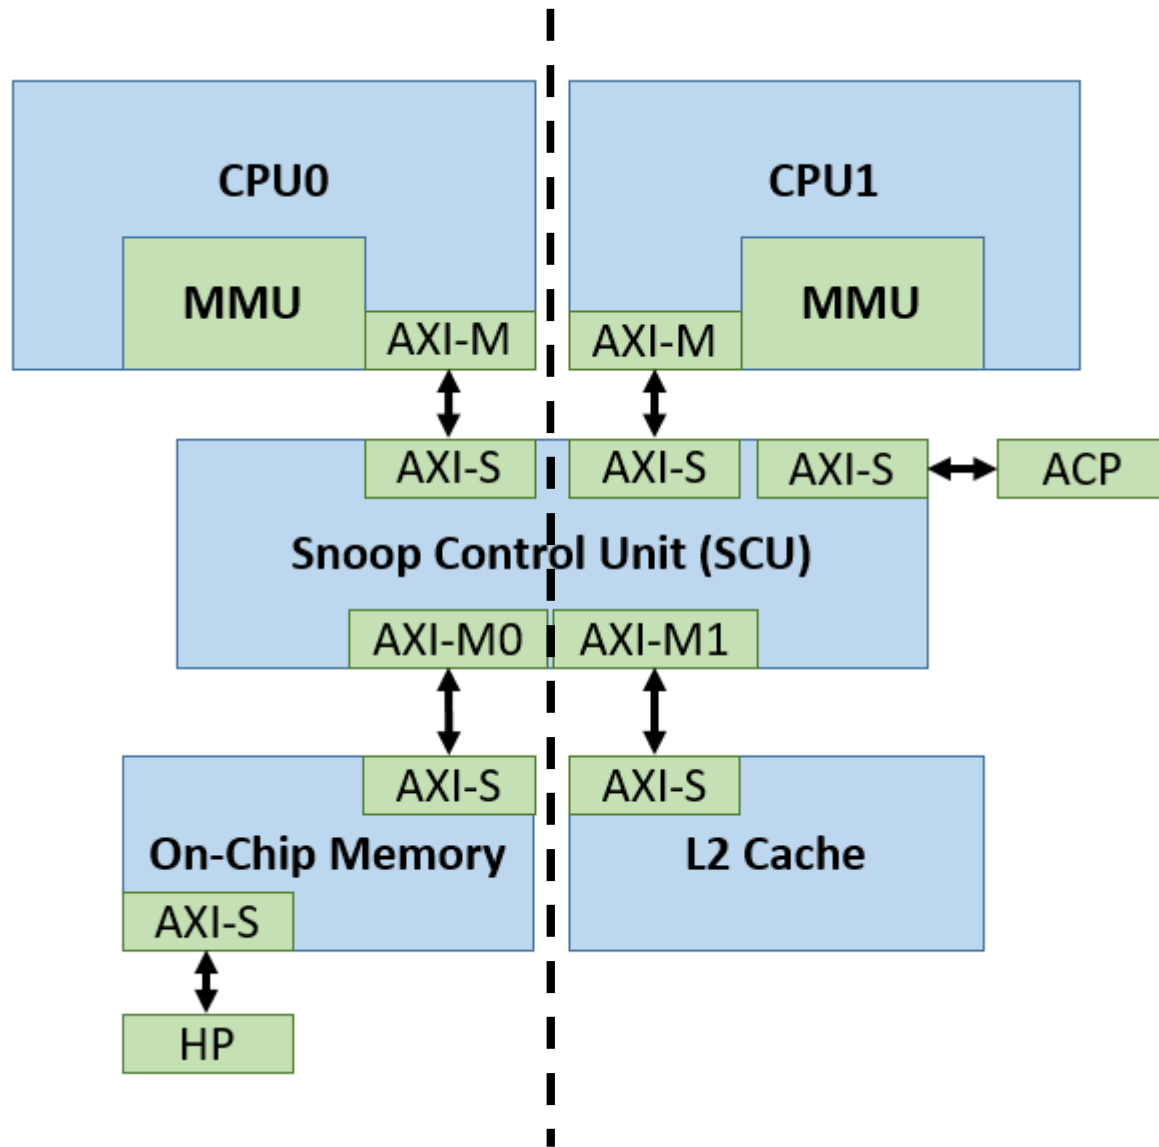 CPU0
CPU1
MMU
AXI-M
AXI-M
MMU
AXI-S
AXI-S
AXI-S
ACP
Snoop Control Unit (SCU)
AXI-M0
AXI-M1
AXI-S
AXI-S
On-Chip Memory
L2 Cache
AXI-S
HP